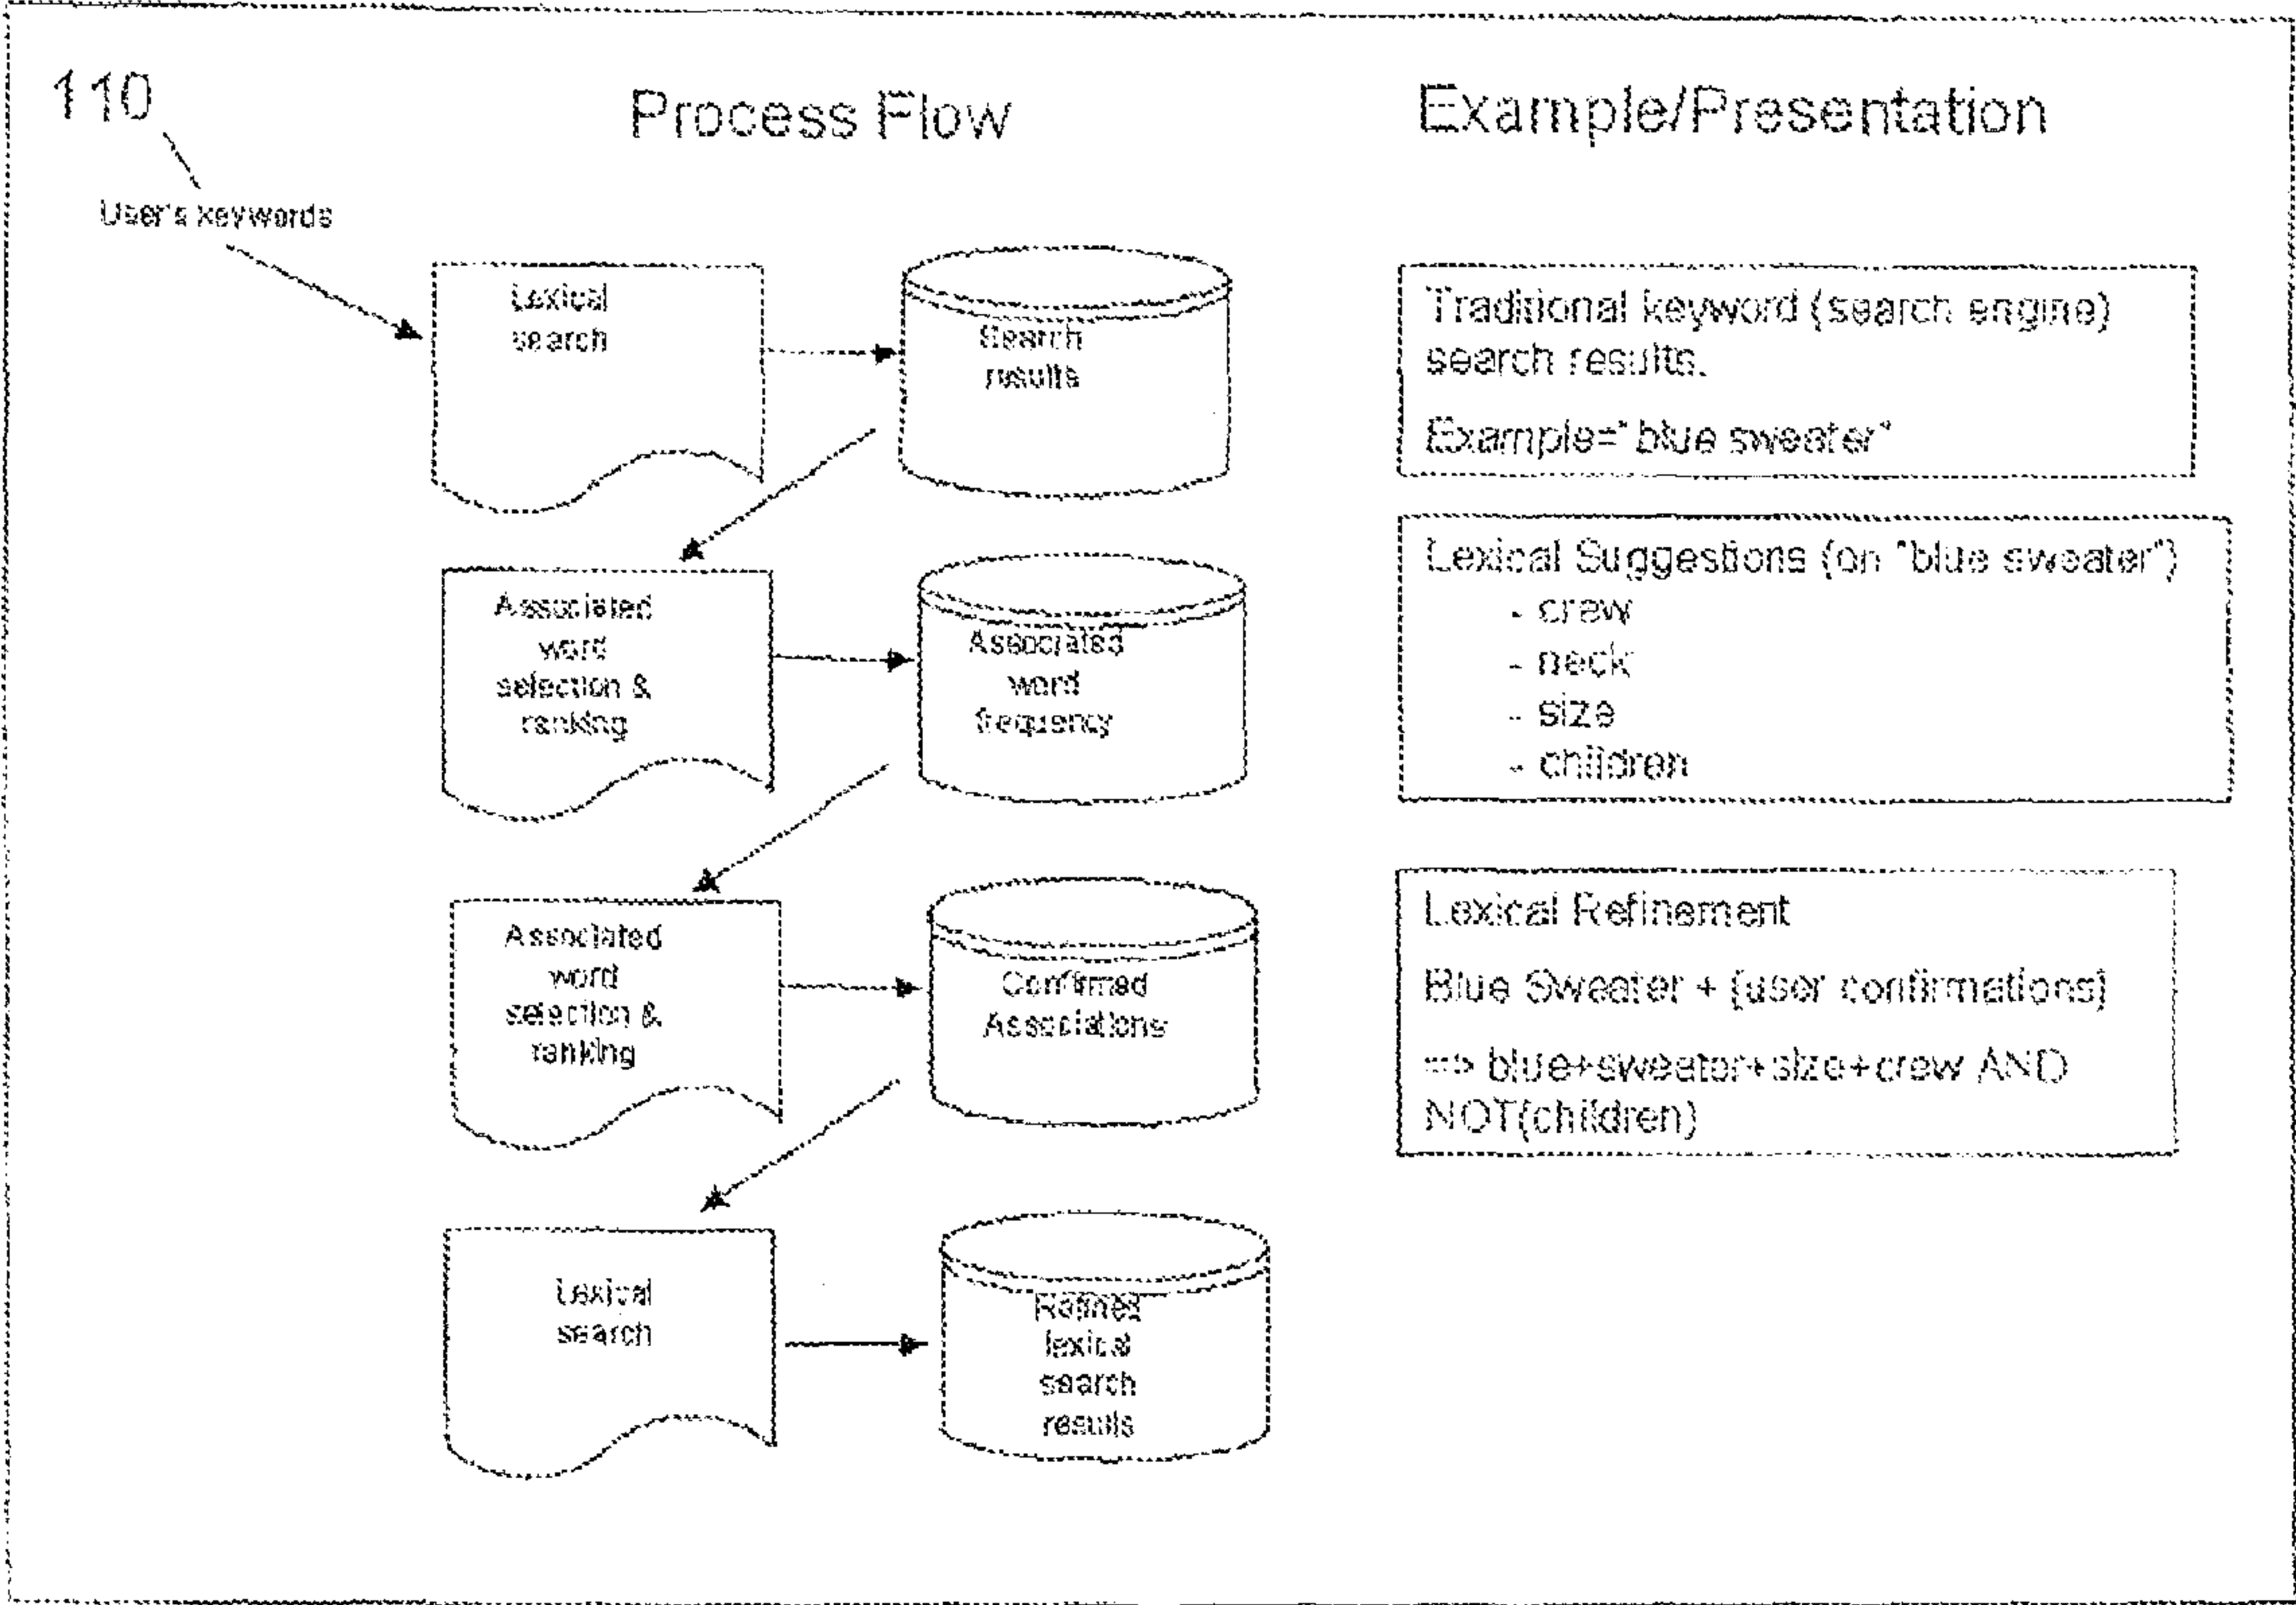 110
Process Flow
Example/Presentation
User's keywords
Lexical
search
Search
results
Traditional keyword (search engine)
search results.
Example="blue sweater"
Associated
word
selection &
ranking
Associated
word
frequency
Lexical Suggestions (on "blue sweater")
- crew
- neck
- size
- children
Associated
word
selection &
ranking
Confirmed
Associations
Lexical Refinement
Blue Sweater + [user confirmations]
=> blue+sweater+size+crew AND
NOT(children)
Lexical
search
Refined
lexical
search
results